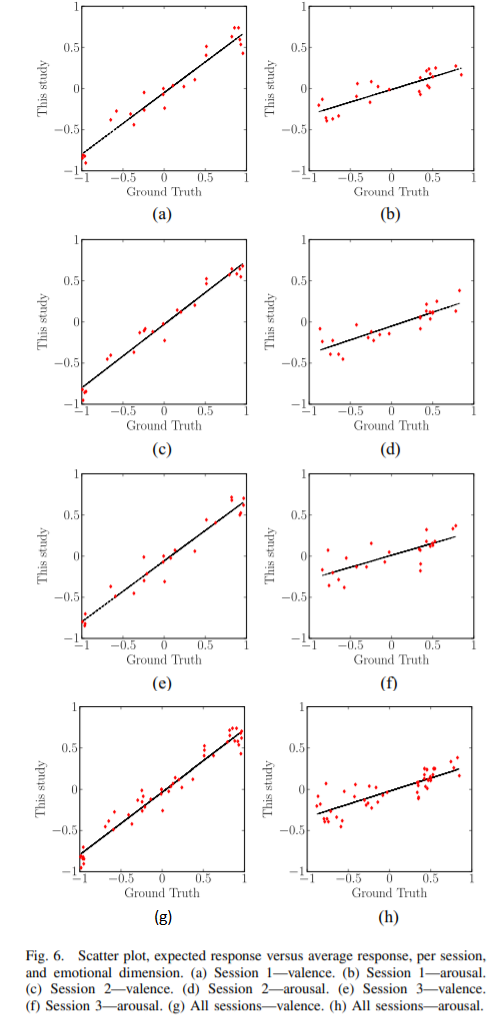 1
0.5
0
−0.5
−1
This study
−1 −0.5 0 0.5 1
Ground Truth
(a)
1
0.5
0
−0.5
−1
This study
−1 −0.5 0 0.5 1
Ground Truth
(b)
1
0.5
0
−0.5
−1
This study
−1 −0.5 0 0.5 1
Ground Truth
(c)
1
0.5
0
−0.5
−1
This study
−1 −0.5 0 0.5 1
Ground Truth
(d)
1
0.5
0
−0.5
−1
This study
−1 −0.5 0 0.5 1
Ground Truth
(e)
1
0.5
0
−0.5
−1
This study
−1 −0.5 0 0.5 1
Ground Truth
(f)
1
0.5
0
−0.5
−1
This study
−1 −0.5 0 0.5 1
Ground Truth
(g)
1
0.5
0
−0.5
−1
This study
−1 −0.5 0 0.5 1
Ground Truth
(h)
Fig. 6. Scatter plot, expected response versus average response, per session,
and emotional dimension. (a) Session 1—valence. (b) Session 1—arousal.
(c) Session 2—valence. (d) Session 2—arousal. (e) Session 3—valence.
(f) Session 3—arousal. (g) All sessions—valence. (h) All sessions—arousal.